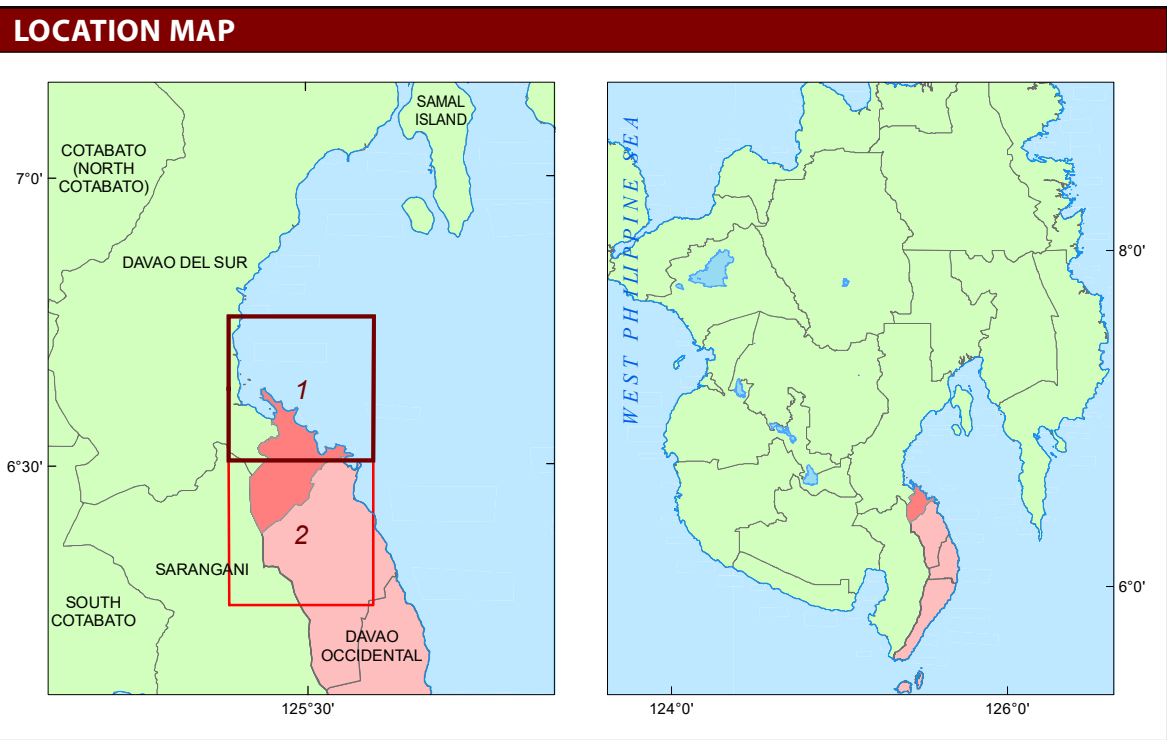 LOCATION MAP
SAMAL
ISLAND
COTABATO
(NORTH
COTABATO)
7°0'
DAVAO DEL SUR
1
6°30'
2
SARANGANI
SOUTH
COTABATO
DAVAO
OCCIDENTAL
125°30'
WEST PHILIPPINE SEA
8°0'
6°0'
124°0'
126°0'